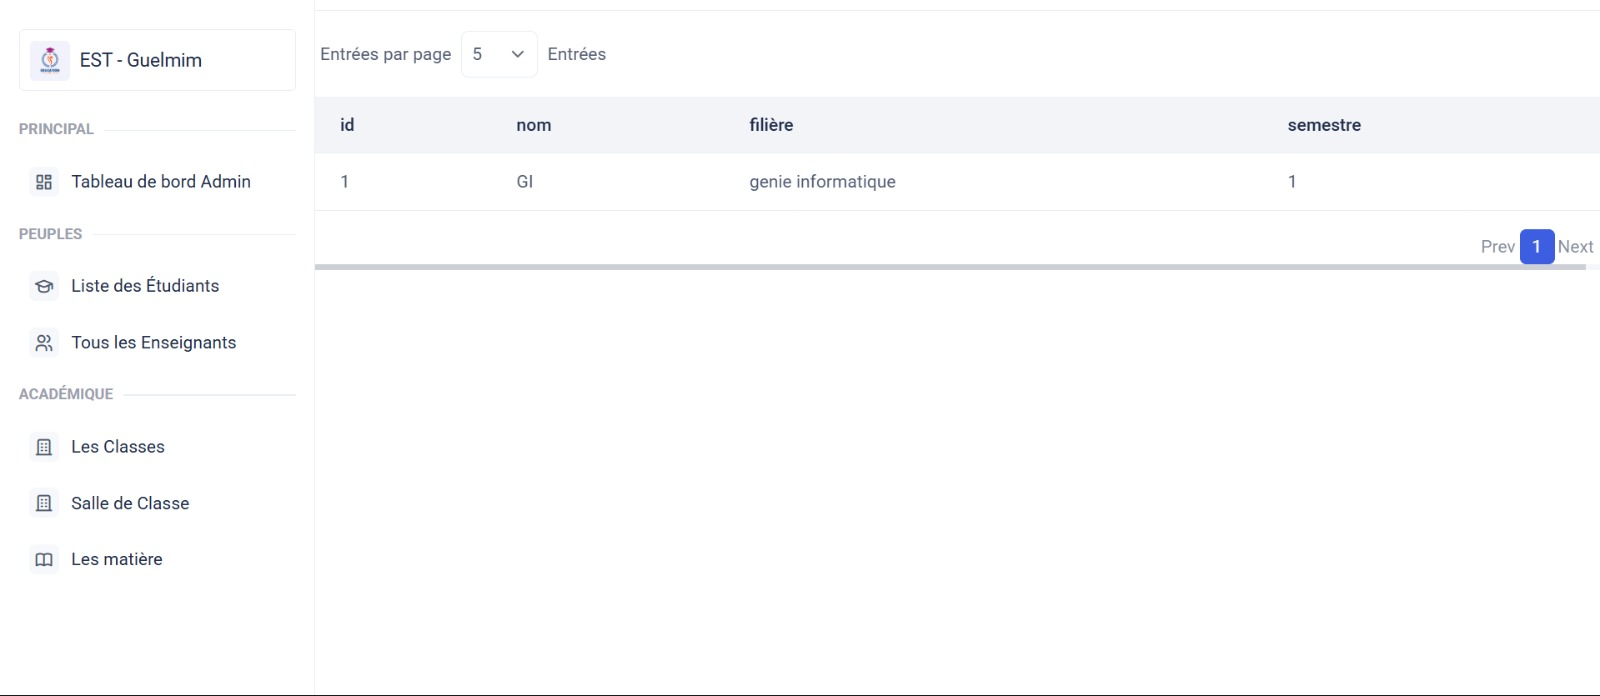 EST - Guelmim
PRINCIPAL
Tableau de bord Admin
PEUPLES
Liste des Étudiants
Tous les Enseignants
ACADÉMIQUE
Les Classes
Salle de Classe
Les matière
Entrées par page 5 Entrées
id nom filière semestre
1 GI genie informatique 1
Prev 1 Next